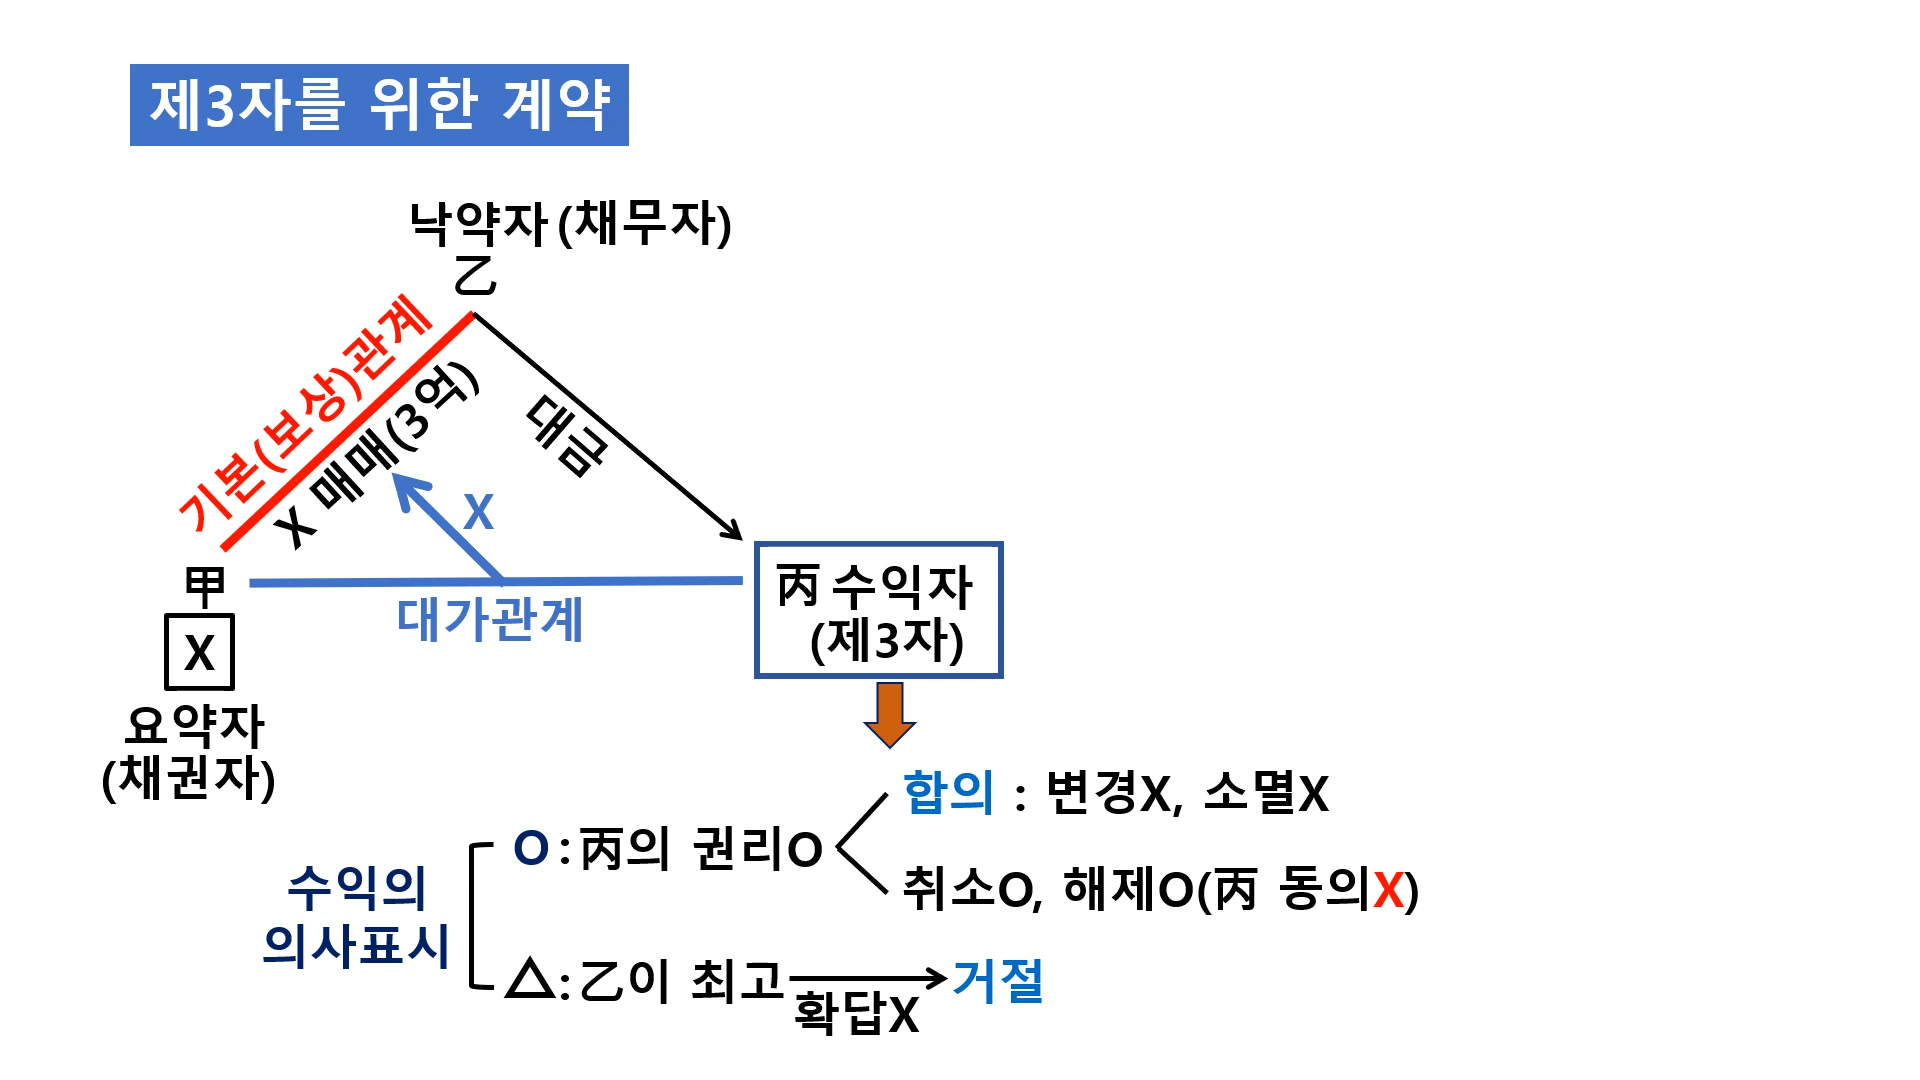 제3자를 위한 계약
낙약자 (채무자)
乙
기본(보상)관계
X 매매(3억)
대금
X
甲
X
대가관계
丙 수익자
(제3자)
요약자
(채권자)
합의 : 변경X, 소멸X
O : 丙의 권리O
취소O, 해제O(丙 동의X)
수익의
의사표시
△ : 乙이 최고
확답X
거절